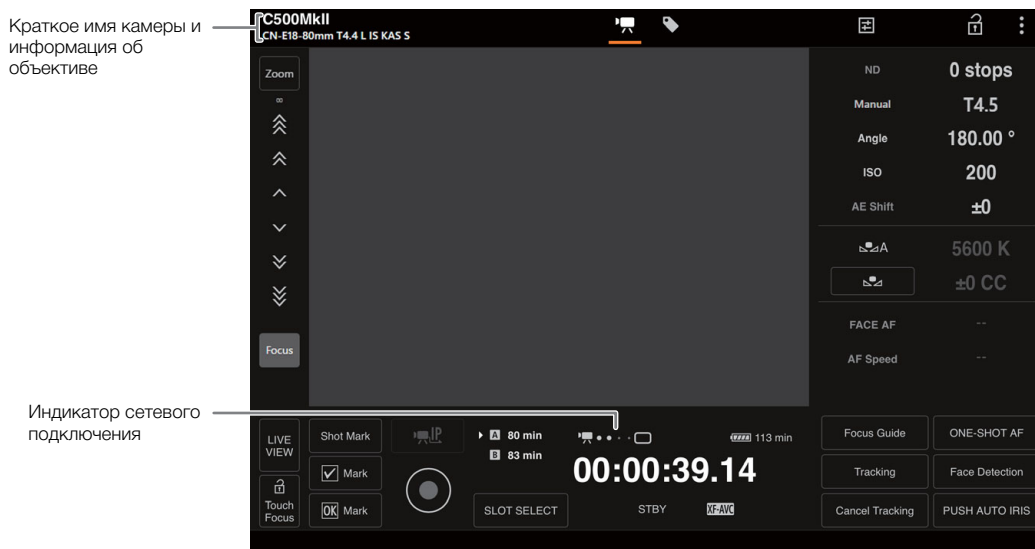 Краткое имя камеры и
информация об
объективе
C500MkII
CN-E18-80mm T4.4 L IS KAS S
Zoom
∞
Focus
ND 0 stops
Manual T4.5
Angle 180.00 °
ISO 200
AE Shift ±0
A 5600 K
±0 CC
FACE AF --
AF Speed --
Индикатор сетевого
подключения
LIVE
VIEW
Touch
Focus
Shot Mark
Mark
OK Mark
IP
A 80 min
B 83 min
SLOT SELECT
113 min
00:00:39.14
STBY XF-AVC
Focus Guide ONE-SHOT AF
Tracking Face Detection
Cancel Tracking PUSH AUTO IRIS